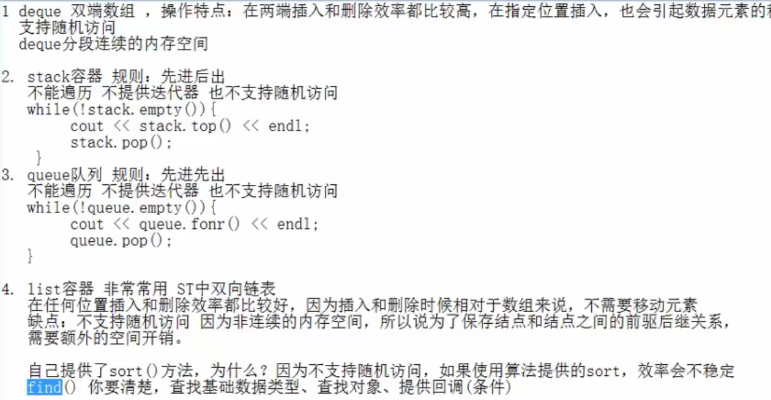 1 deque 双端数组 ，操作特点：在两端插入和删除效率都比较高，在指定位置插入，也会引起数据元素的
支持随机访问
deque分段连续的内存空间
2. stack容器 规则：先进后出
不能遍历 不提供迭代器 也不支持随机访问
while(!stack.empty()){
cout << stack.top() << endl;
stack.pop();
}
3. queue队列 规则：先进先出
不能遍历 不提供迭代器 也不支持随机访问
while(!queue.empty()){
cout << queue.fonr() << endl;
queue.pop();
}
4. list容器 非常常用 ST中双向链表
在任何位置插入和删除效率都比较好，因为插入和删除时候相对于数组来说，不需要移动元素
缺点：不支持随机访问 因为非连续的内存空间，所以说为了保存结点和结点之间的前驱后继关系，
需要额外的空间开销。
自己提供了sort()方法，为什么？因为不支持随机访问，如果使用算法提供的sort，效率会不稳定
find() 你要清楚，查找基础数据类型、查找对象、提供回调(条件)